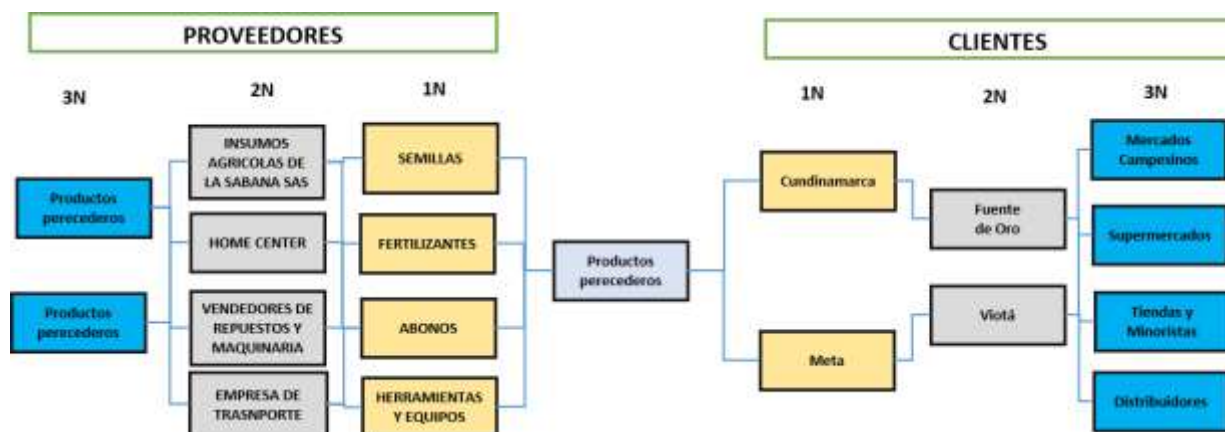 PROVEEDORES
CLIENTES
3N
2N
1N
1N
2N
3N
Productos
perecederos
Productos
perecederos
INSUMOS
AGRICOLAS DE
LA SABANA SAS
HOME CENTER
VENDEDORES DE
REPUESTOS Y
MAQUINARIA
EMPRESA DE
TRASNPORTE
SEMILLAS
FERTILIZANTES
ABONOS
HERRAMIENTAS
Y EQUIPOS
Productos
perecederos
Cundinamarca
Meta
Fuente
de Oro
Viotá
Mercados
Campesinos
Supermercados
Tiendas y
Minoristas
Distribuidores